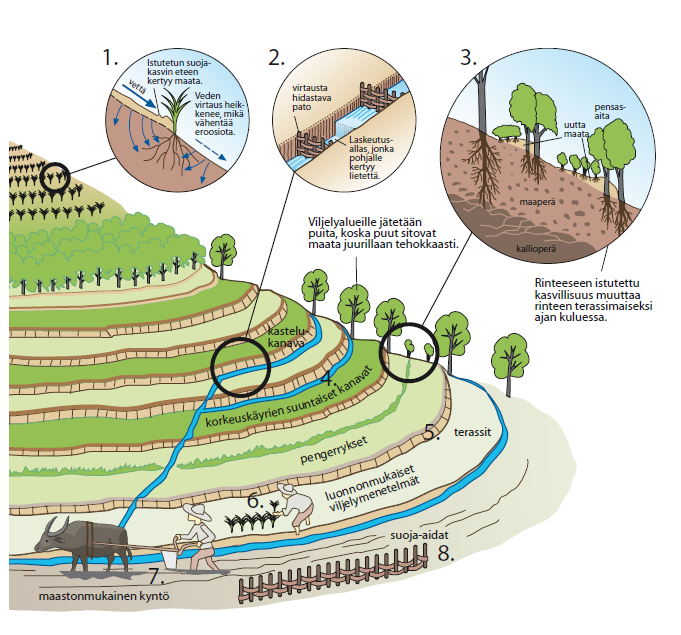 1.
Istutetun suoja-
kasvin eteen
kertyy maata.
vettä
Veden
virtaus heik-
kenee, mikä
vähentää
eroosiota.
2.
virtausta
hidastava
pato
Laskeutus-
allas, jonka
pohjalle
kertyy
lietettä.
3.
pensas-
aita
uutta
maata
maaperä
kallioperä
Viljelyalueille jätetään
puita, koska puut sitovat
maata juurillaan tehokkaasti.
Rinteeseen istutettu
kasvillisuus muuttaa
rinteen terassimaiseksi
ajan kuluessa.
kastelu-
kanava
4.
korkeuskäyrien suuntaiset kanavat
pengerrykset
5.
terassit
6.
luonnonmukaiset
viljelymenetelmät
suoja-aidat
8.
7.
maastonmukainen kyntö